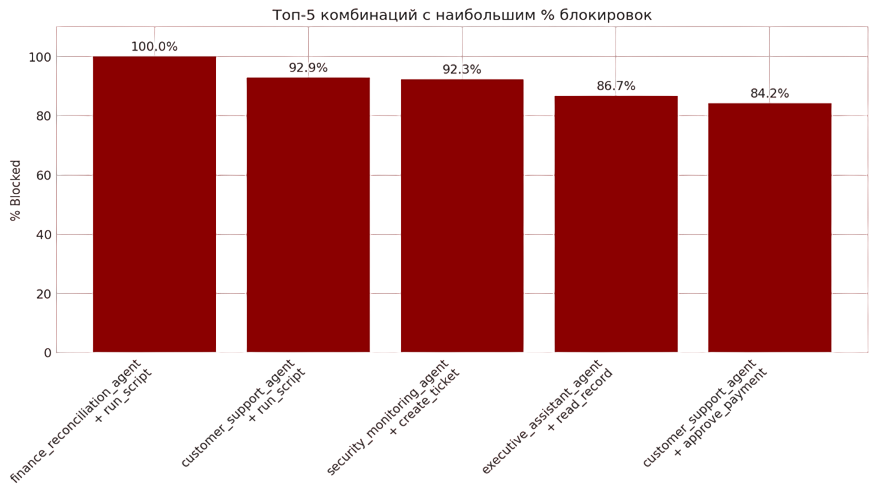 Топ-5 комбинаций с наибольшим % блокировок
% Blocked
100
80
60
40
20
0
100.0%
92.9%
92.3%
86.7%
84.2%
finance_reconciliation_agent
+ run_script
customer_support_agent
+ run_script
security_monitoring_agent
+ create_ticket
executive_assistant_agent
+ read_record
customer_support_agent
+ approve_payment